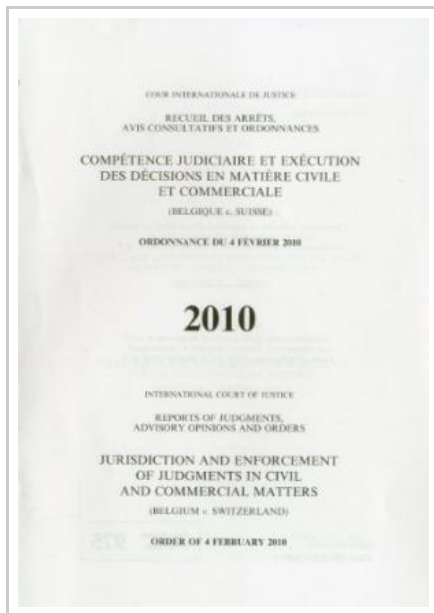 COUR INTERNATIONALE DE JUSTICE
RECUEIL DES ARRÊTS,
AVIS CONSULTATIFS ET ORDONNANCES
COMPÉTENCE JUDICIAIRE ET EXÉCUTION
DES DÉCISIONS EN MATIÈRE CIVILE
ET COMMERCIALE
(BELGIQUE c. SUISSE)
ORDONNANCE DU 4 FÉVRIER 2010
2010
INTERNATIONAL COURT OF JUSTICE
REPORTS OF JUDGMENTS,
ADVISORY OPINIONS AND ORDERS
JURISDICTION AND ENFORCEMENT
OF JUDGMENTS IN CIVIL
AND COMMERCIAL MATTERS
(BELGIUM v. SWITZERLAND)
ORDER OF 4 FEBRUARY 2010